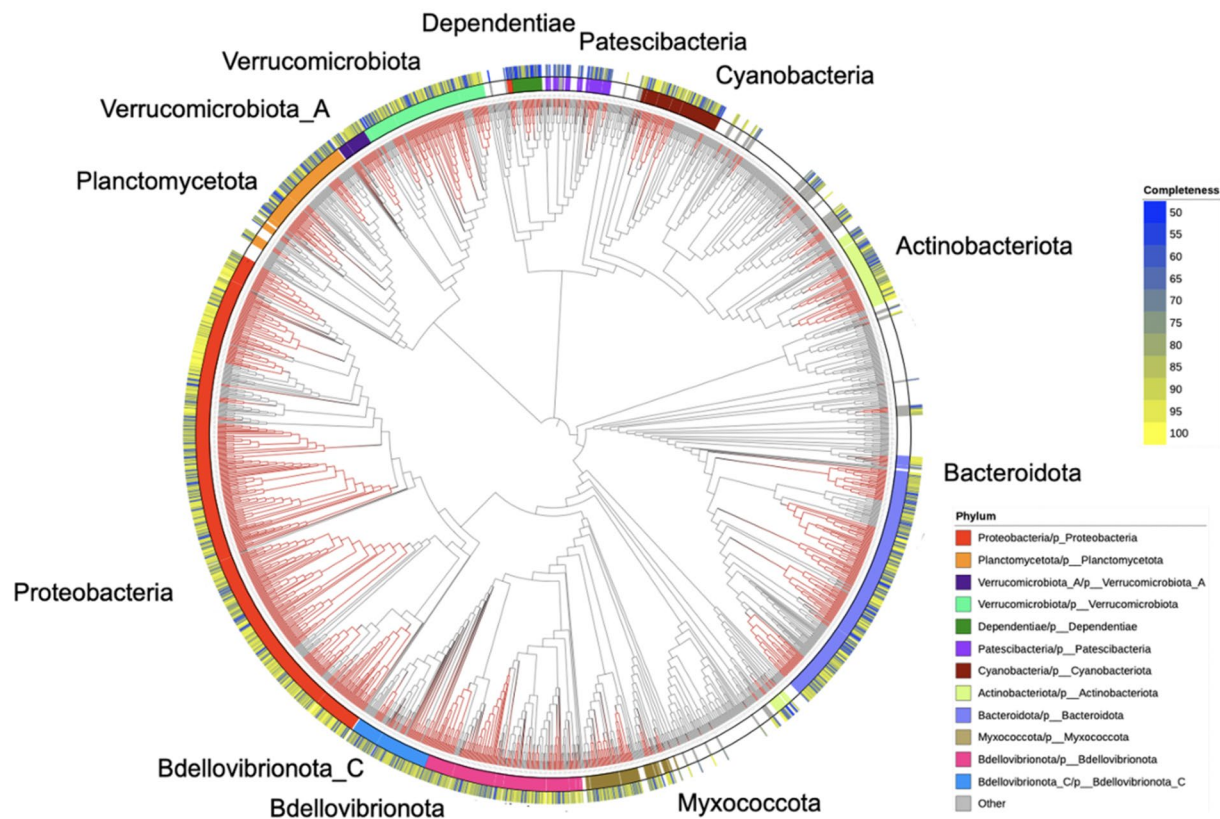 Dependentiae
Patescibacteria
Verrucomicrobiota
Cyanobacteria
Verrucomicrobiota_A
Planctomycetota
Actinobacteriota
Completeness
50
55
60
65
70
75
80
85
90
95
100
Bacteroidota
Proteobacteria
Bdellovibrionota_C
Bdellovibrionota
Myxococcota
Phylum
Proteobacteria/p_Proteobacteria
Planctomycetota/p__Planctomycetota
Verrucomicrobiota_A/p__Verrucomicrobiota_A
Verrucomicrobiota/p__Verrucomicrobiota
Dependentiae/p__Dependentiae
Patescibacteria/p__Patescibacteria
Cyanobacteria/p__Cyanobacteriota
Actinobacteriota/p__Actinobacteriota
Bacteroidota/p__Bacteroidota
Myxococcota/p__Myxococcota
Bdellovibrionota/p__Bdellovibrionota
Bdellovibrionota_C/p__Bdellovibrionota_C
Other